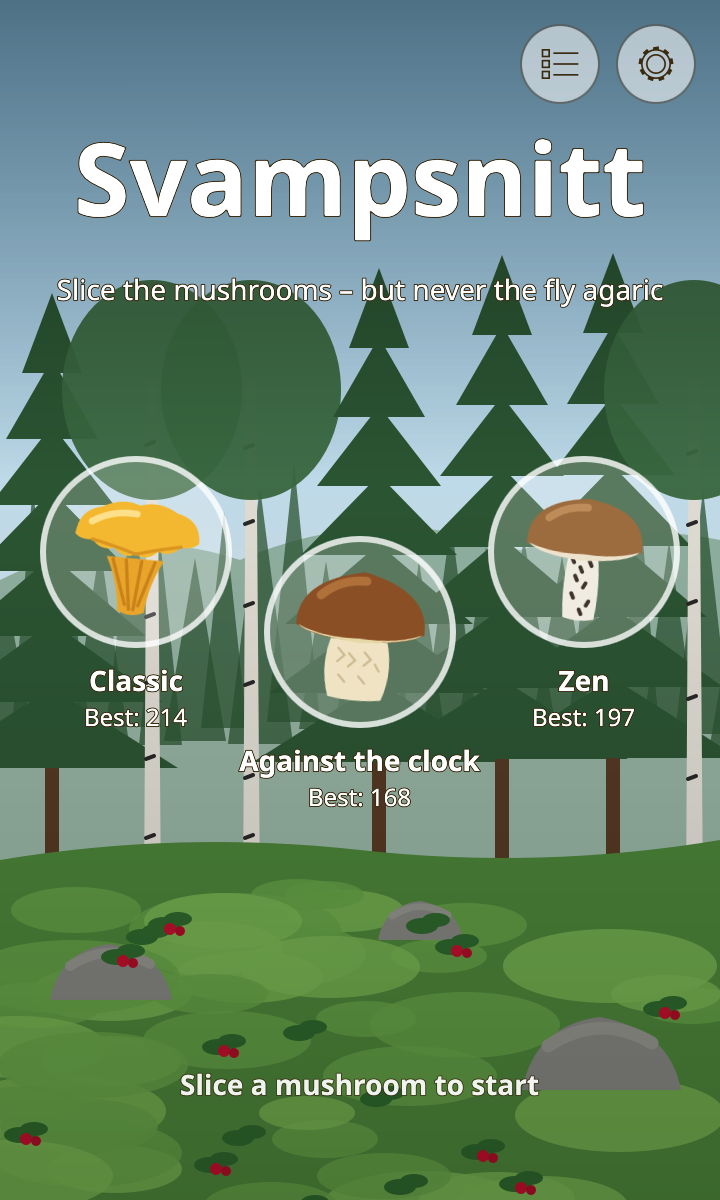 Svampsnitt
Slice the mushrooms – but never the fly agaric
Classic
Best: 214
Against the clock
Best: 168
Zen
Best: 197
Slice a mushroom to start